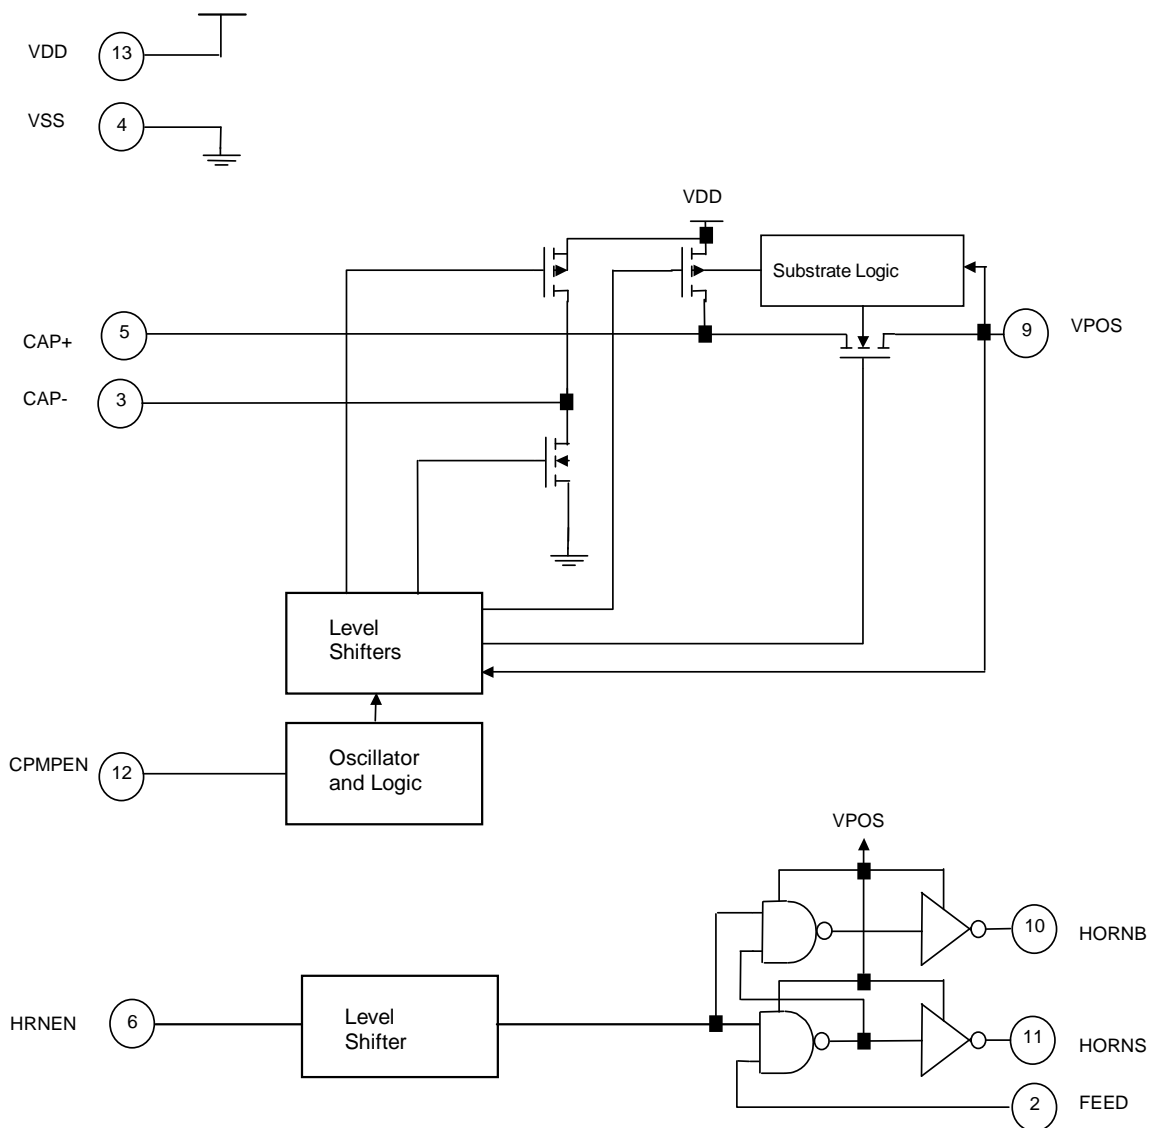 VDD 13
VSS 4
VDD
Substrate Logic
CAP+ 5
9 VPOS
CAP- 3
Level
Shifters
CPMPEN 12
Oscillator
and Logic
VPOS
10 HORNB
HRNEN 6
Level
Shifter
11 HORNS
2 FEED